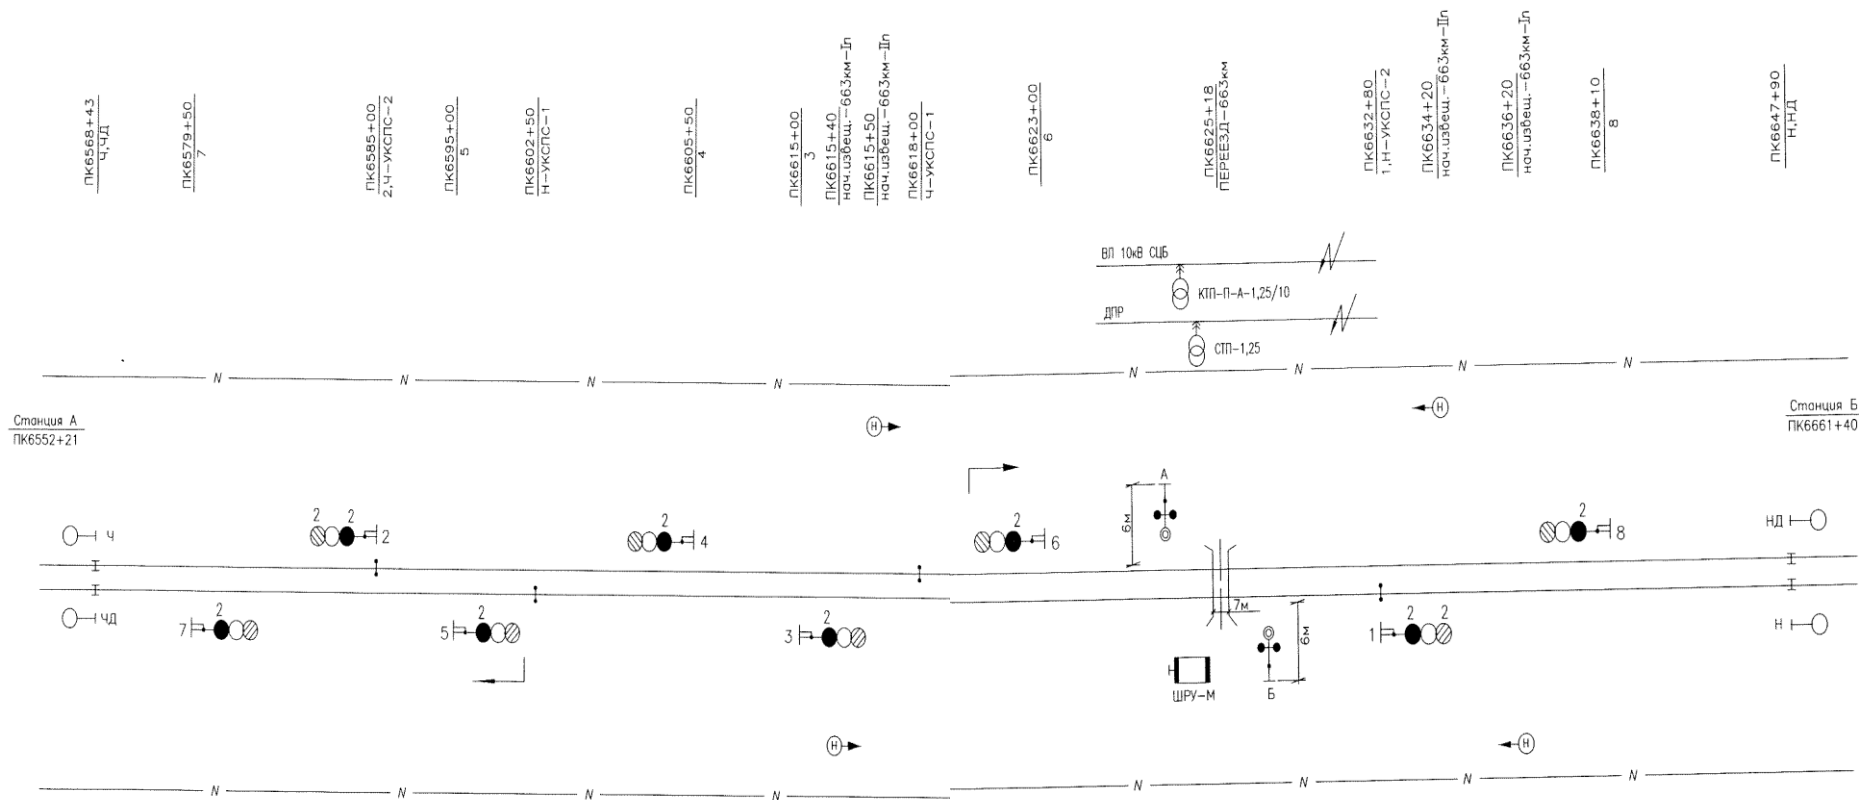 ПК6568+43
Ч,ЧД
ПК6579+50
7
ПК6585+00
2,Ч-УКСПС-2
ПК6595+00
5
ПК6602+50
Н-УКСПС-1
ПК6605+50
4
ПК6615+00
3
ПК6615+40
нач.извещ.-663км-Iп
ПК6615+50
нач.извещ.-663км-IIп
ПК6618+00
Ч-УКСПС-1
ПК6623+00
6
ПК6625+18
ПЕРЕЕЗД-663км
ПК6632+80
1,Н-УКСПС-2
ПК6634+20
нач.извещ.-663км-IIп
ПК6636+20
нач.извещ.-663км-Iп
ПК6638+10
8
ПК6647+90
Н,НД
ВЛ 10кВ СЦБ
КТП-П-А-1,25/10
ДПР
СТП-1,25
N N N N N N N N
Станция А
ПК6552+21
Н
Н
Станция Б
ПК6661+40
Ч
2 2
2
2
4
2
6
6м
А
2
8
НД
ЧД
7
2
5
2
3
2
7м
6м
1
2 2
Н
ШРУ-М
Б
Н
Н
N N N N N N N N